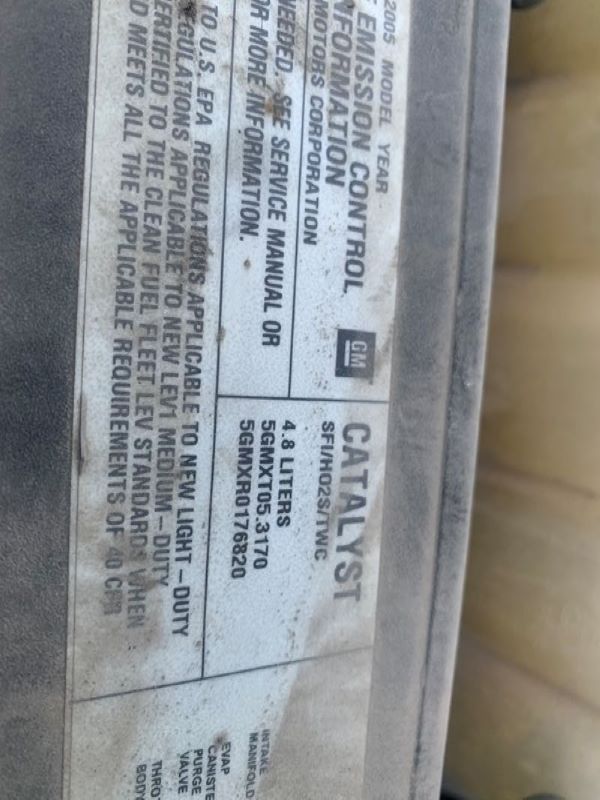 2005 MODEL YEAR
EMISSION CONTROL
INFORMATION
MOTORS CORPORATION
GM
NEEDED. SEE SERVICE MANUAL OR
OR MORE INFORMATION.
CATALYST
SFI/HO2S/TWC
4.8 LITERS
5GMXT05.3170
5GMXR0176820
TO U.S. EPA REGULATIONS APPLICABLE TO NEW LIGHT-DUTY
REGULATIONS APPLICABLE TO NEW LEV1 MEDIUM-DUTY
CERTIFIED TO THE CLEAN FUEL FLEET LEV STANDARDS WHEN
MEETS ALL THE APPLICABLE REQUIREMENTS OF 40 CFR
INTAKE
MANIFOLD
EVAP
CANISTE
PURGE
VALVE
THRO
BODY